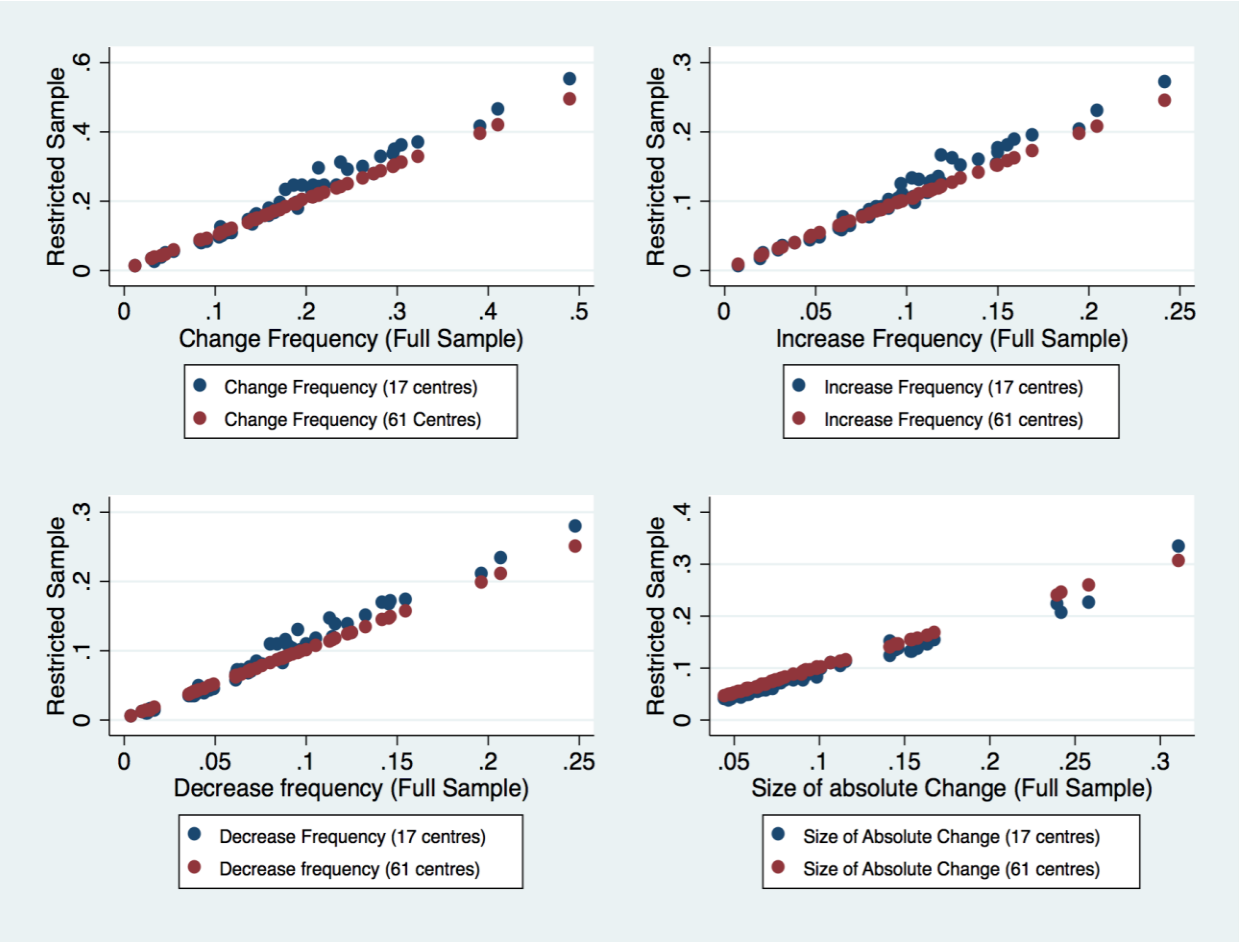 Restricted Sample
.6
.4
.2
0
0 .1 .2 .3 .4 .5
Change Frequency (Full Sample)
Change Frequency (17 centres)
Change Frequency (61 Centres)
Restricted Sample
.3
.2
.1
0
0 .05 .1 .15 .2 .25
Increase Frequency (Full Sample)
Increase Frequency (17 centres)
Increase Frequency (61 centres)
Restricted Sample
.3
.2
.1
0
0 .05 .1 .15 .2 .25
Decrease frequency (Full Sample)
Decrease Frequency (17 centres)
Decrease frequency (61 centres)
Restricted Sample
.4
.3
.2
.1
0
.05 .1 .15 .2 .25 .3
Size of absolute Change (Full Sample)
Size of Absolute Change (17 centres)
Size of Absolute Change (61 centres)